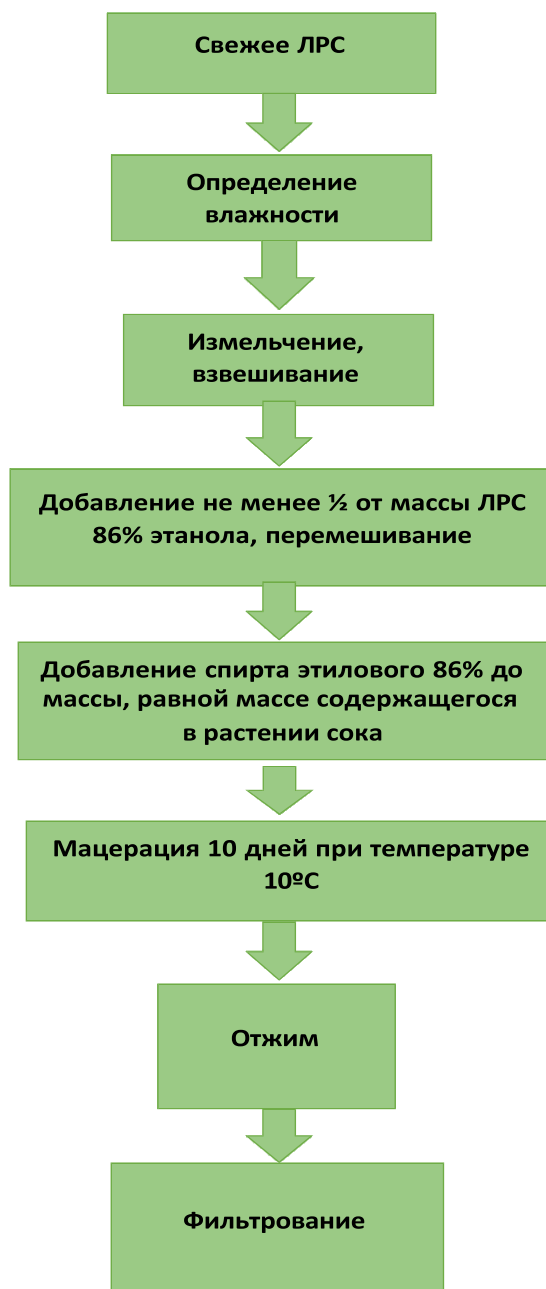 Свежее ЛРС
Определение
влажности
Измельчение,
взвешивание
Добавление не менее ½ от массы ЛРС
86% этанола, перемешивание
Добавление спирта этилового 86% до
массы, равной массе содержащегося
в растении сока
Мацерация 10 дней при температуре
10ºС
Отжим
Фильтрование